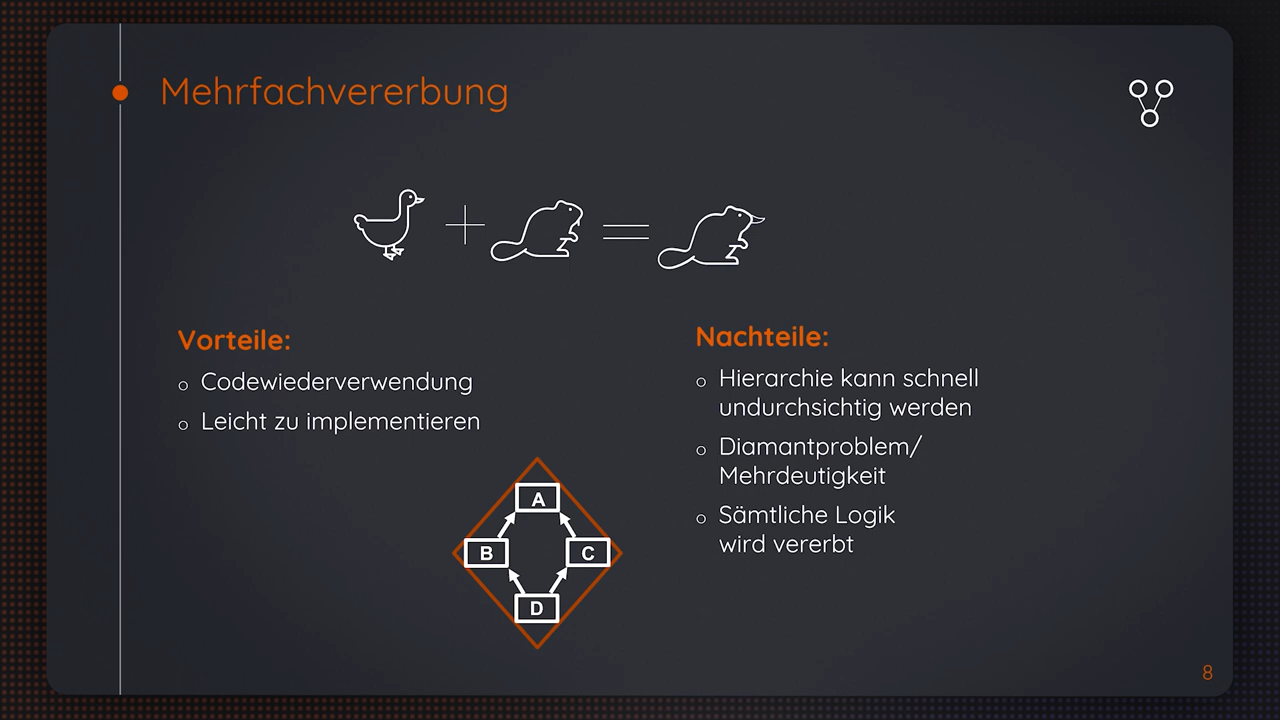 Mehrfachvererbung
Vorteile:
o Codewiederverwendung
o Leicht zu implementieren
Nachteile:
o Hierarchie kann schnell
undurchsichtig werden
o Diamantproblem/
Mehrdeutigkeit
o Sämtliche Logik
wird vererbt
A
B C
D
8